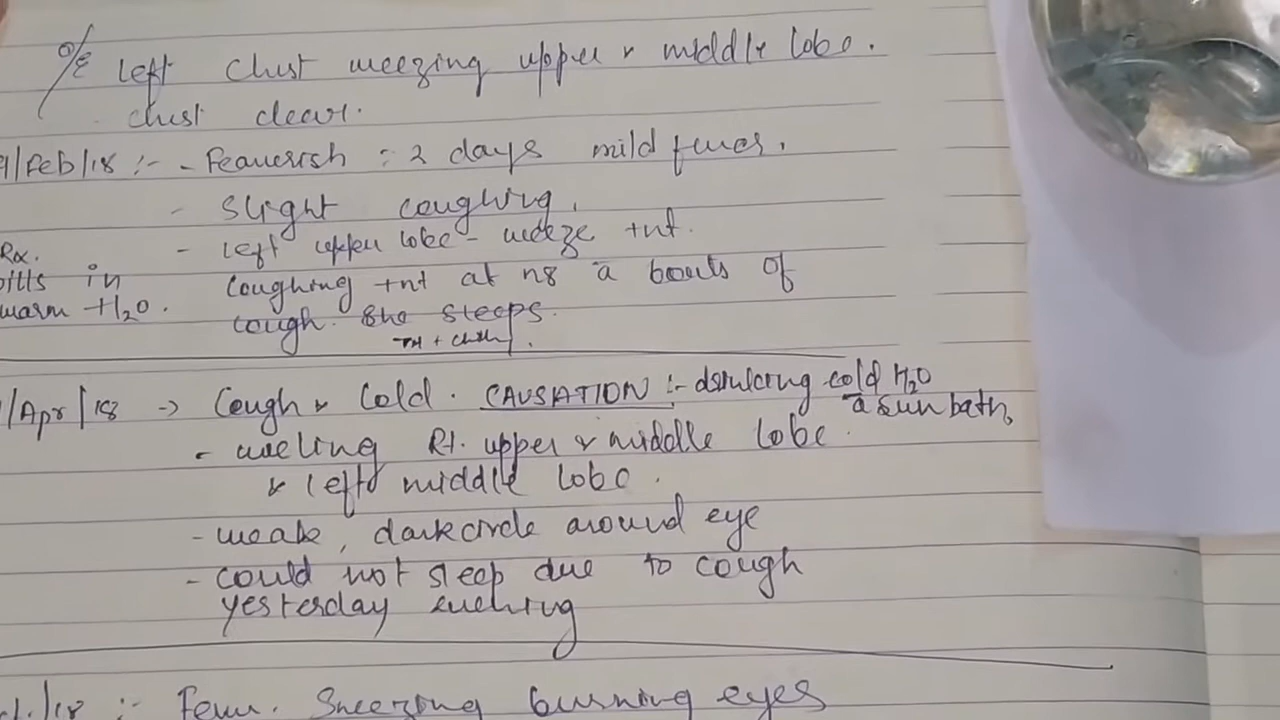 O/E left chest weezing upper & middle lobe.
chest clear.
/Feb/18 :- - Feaverish : 2 days mild fever.
- Slight coughing.
- left upper lobe - weeze +nt.
Rx.
pills in
warm H2O.
coughing +nt at n8 a bouts of
cough. She sleeps.
/Apr/18 -> Cough & Cold. CAUSATION :- drinking cold H2O
a sun bath,
- weezing Rt. upper & middle lobe.
& left middle lobe.
- weak, dark circle around eye
- could not sleep due to cough
yesterday evening
/18 :- Fever. Sneezing burning eyes